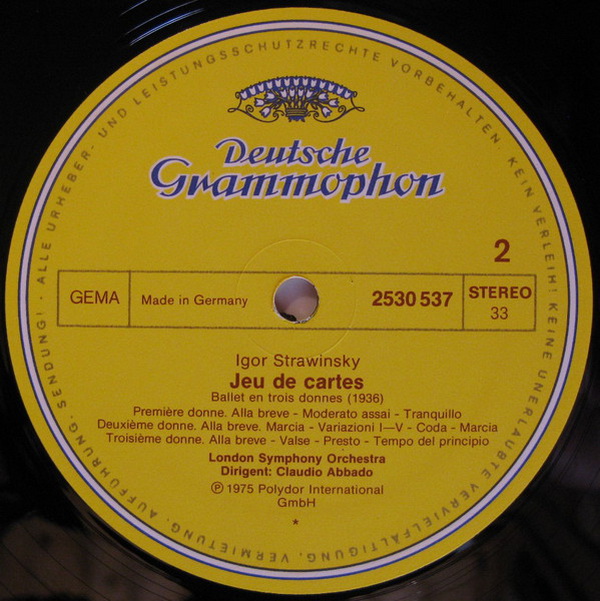 ALLE URHEBER- UND LEISTUNGSSCHUTZRECHTE VORBEHALTEN. KEIN VERLEIH! KEINE UNERLAUBTE VERVIELFÄLTIGUNG, VERMIETUNG, AUFFÜHRUNG, SENDUNG! ·
Deutsche
Grammophon
2
GEMA
Made in Germany
2530 537
STEREO
33
Igor Strawinsky
Jeu de cartes
Ballet en trois donnes (1936)
Première donne. Alla breve - Moderato assai - Tranquillo
Deuxième donne. Alla breve. Marcia - Variazioni I—V - Coda - Marcia
Troisième donne. Alla breve - Valse - Presto - Tempo del principio
London Symphony Orchestra
Dirigent: Claudio Abbado
℗ 1975 Polydor International
GmbH
*